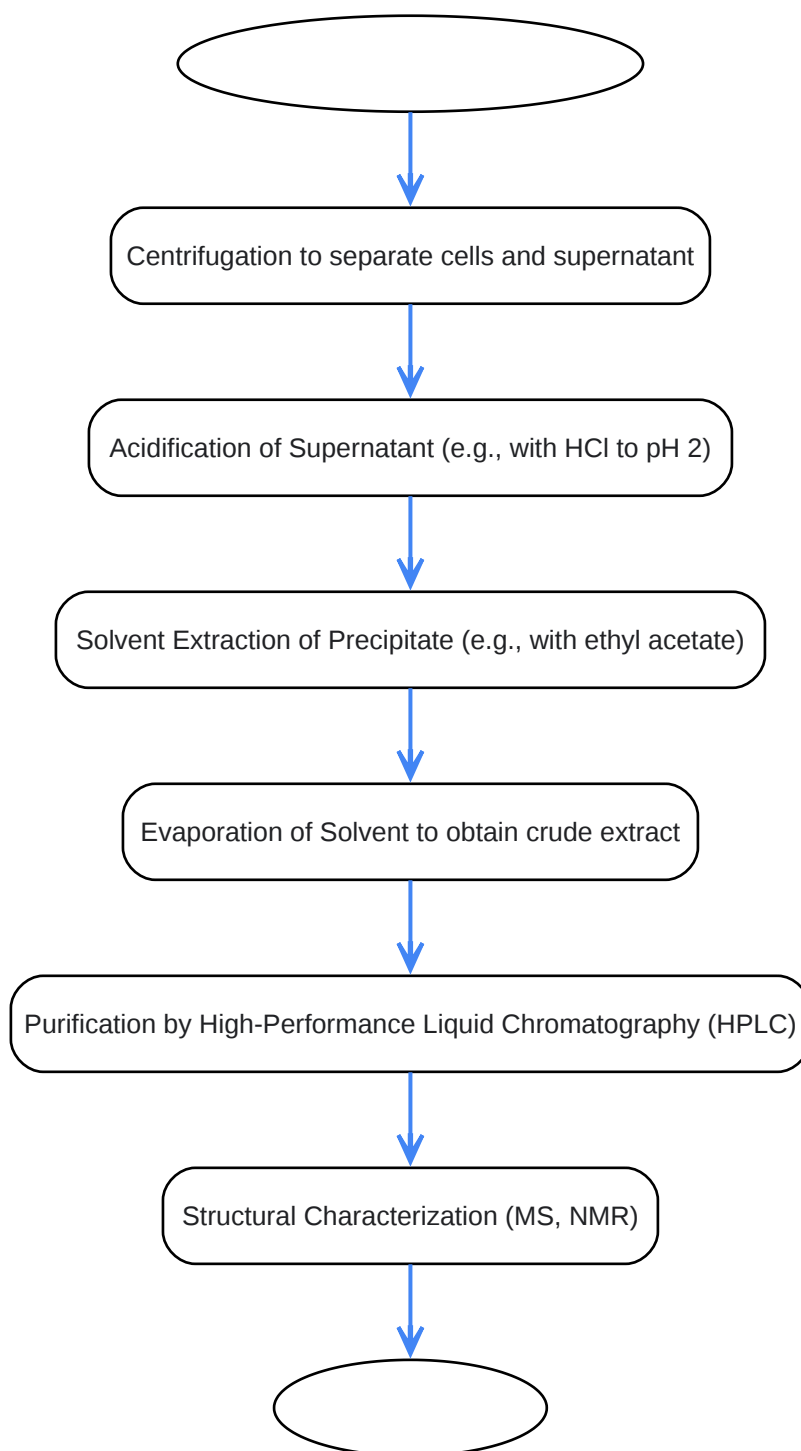 Centrifugation to separate cells and supernatant
Acidification of Supernatant (e.g., with HCl to pH 2)
Solvent Extraction of Precipitate (e.g., with ethyl acetate)
Evaporation of Solvent to obtain crude extract
Purification by High-Performance Liquid Chromatography (HPLC)
Structural Characterization (MS, NMR)